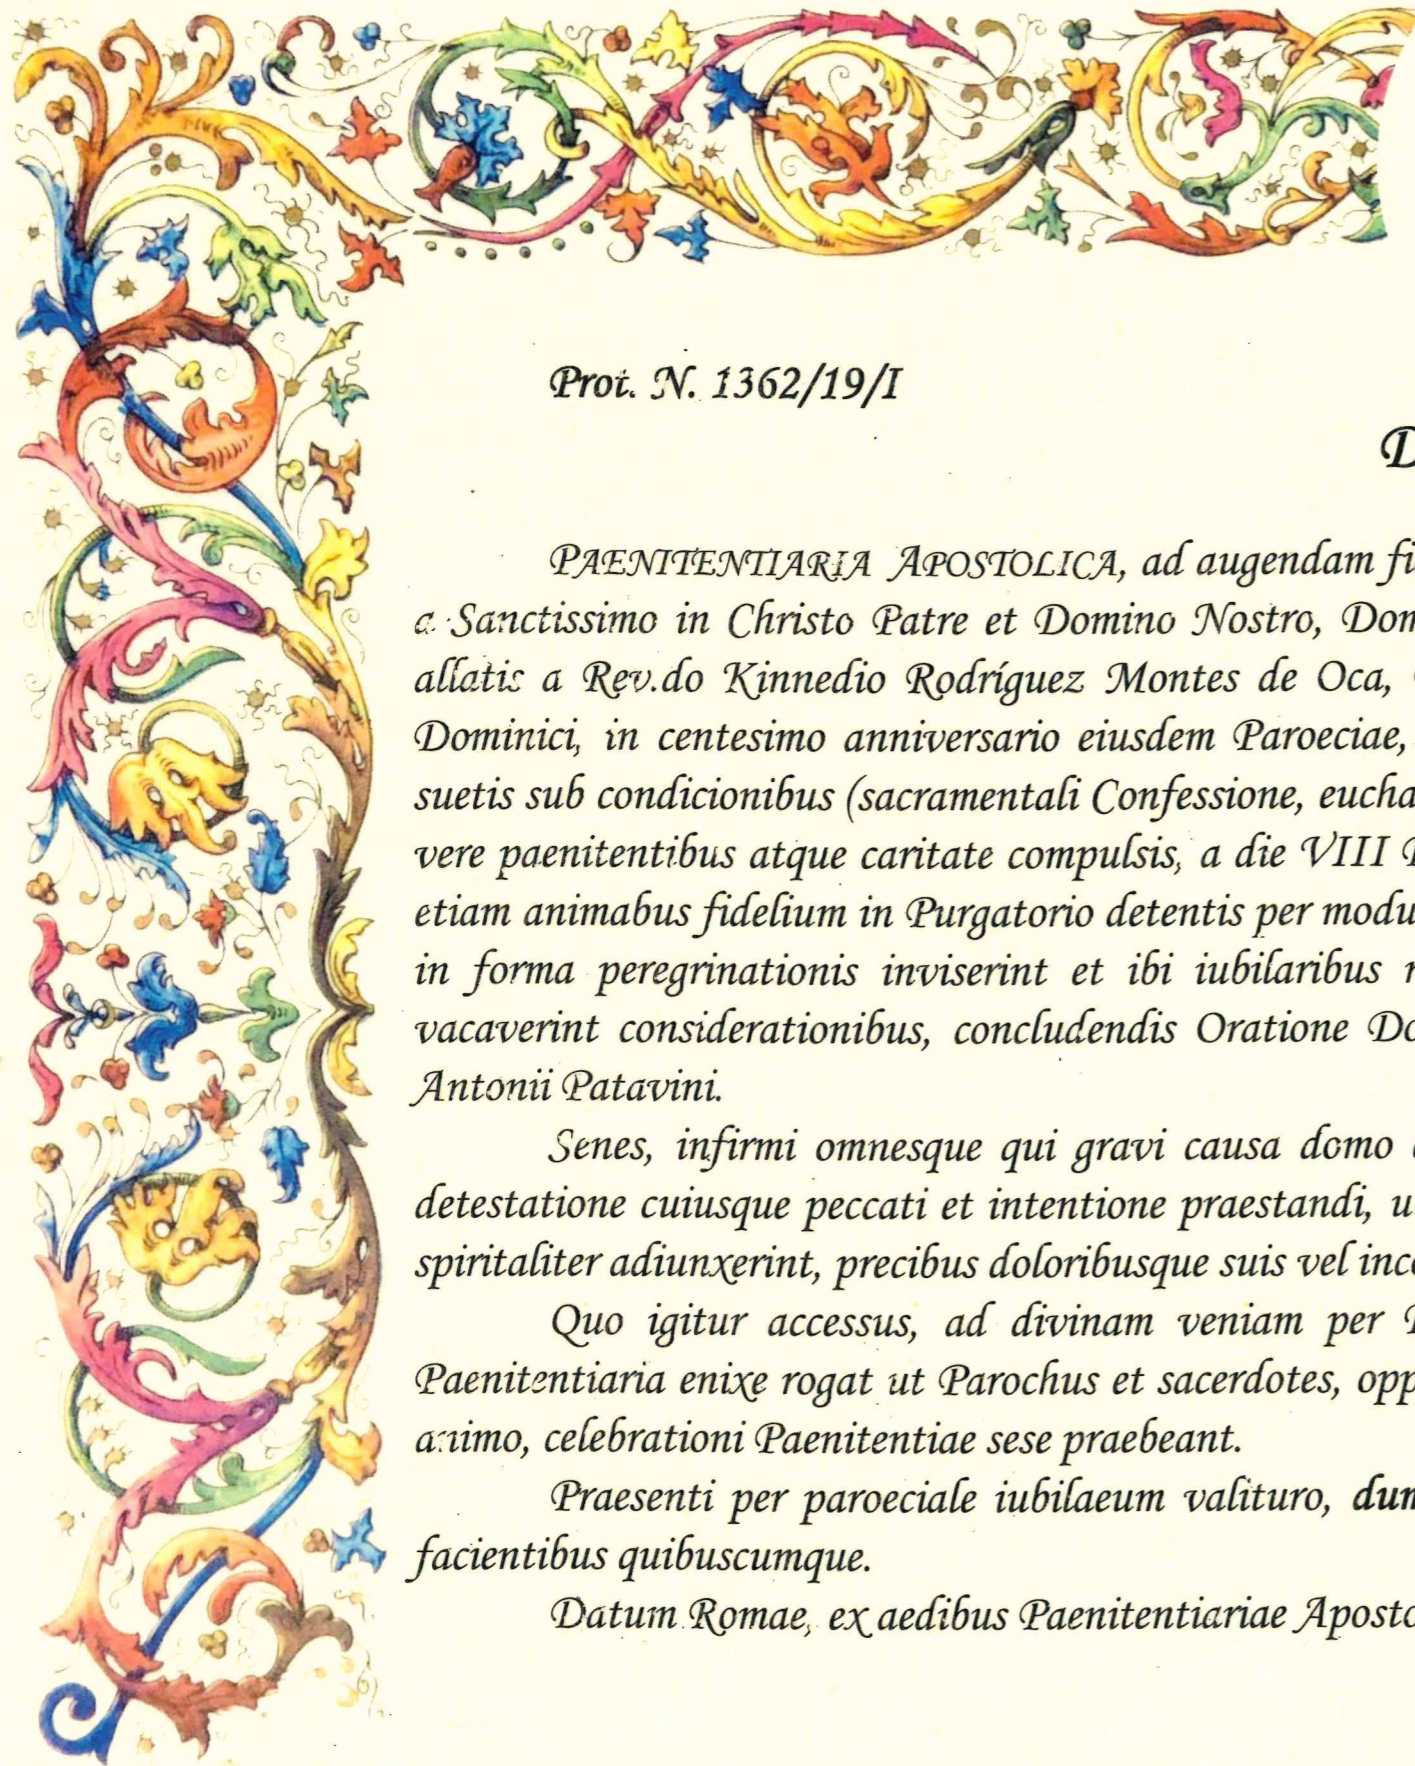 Prot. N. 1362/19/I
D
PAENITENTIARIA APOSTOLICA, ad augendam fi
a Sanctissimo in Christo Patre et Domino Nostro, Dom
allatis a Rev.do Kinnedio Rodríguez Montes de Oca,
Dominici, in centesimo anniversario eiusdem Paroeciae,
suetis sub condicionibus (sacramentali Confessione, eucha
vere paenitentibus atque caritate compulsis, a die VIII
etiam animabus fidelium in Purgatorio detentis per modu
in forma peregrinationis inviserint et ibi iubilaribus
vacaverint considerationibus, concludendis Oratione Do
Antonii Patavini.
Senes, infirmi omnesque qui gravi causa domo
detestatione cuiusque peccati et intentione praestandi, u
spiritaliter adiunxerint, precibus doloribusque suis vel inco
Quo igitur accessus, ad divinam veniam per
Paenitentiaria enixe rogat ut Parochus et sacerdotes, opp
animo, celebrationi Paenitentiae sese praebeant.
Praesenti per paroeciale iubilaeum valituro, dum
facientibus quibuscumque.
Datum Romae, ex aedibus Paenitentiariae Aposto